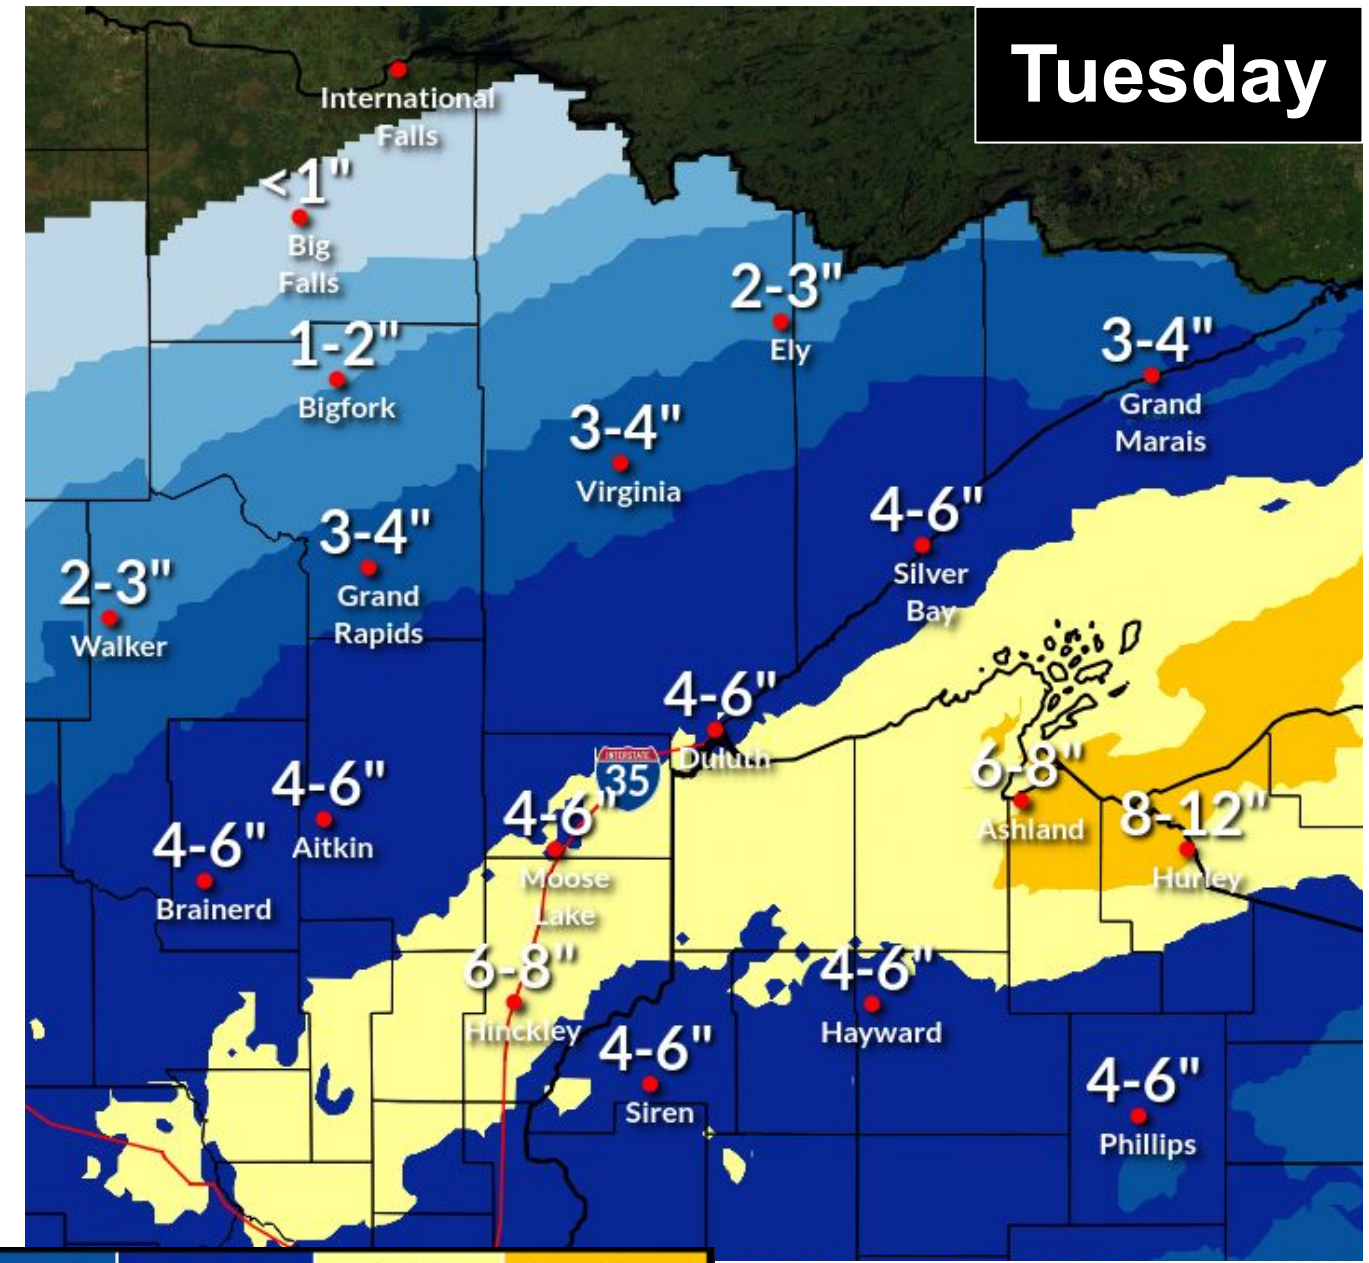 Tuesday
International
Falls
<1"
Big
Falls
2-3"
Ely
1-2"
Bigfork
3-4"
Grand
Marais
3-4"
Virginia
4-6"
Silver
Bay
3-4"
Grand
Rapids
2-3"
Walker
4-6"
Duluth
INTERSTATE
35
6-8"
Ashland
8-12"
Hurley
4-6"
Aitkin
4-6"
Moose
Lake
4-6"
Brainerd
6-8"
Hinckley
4-6"
Hayward
4-6"
Siren
4-6"
Phillips